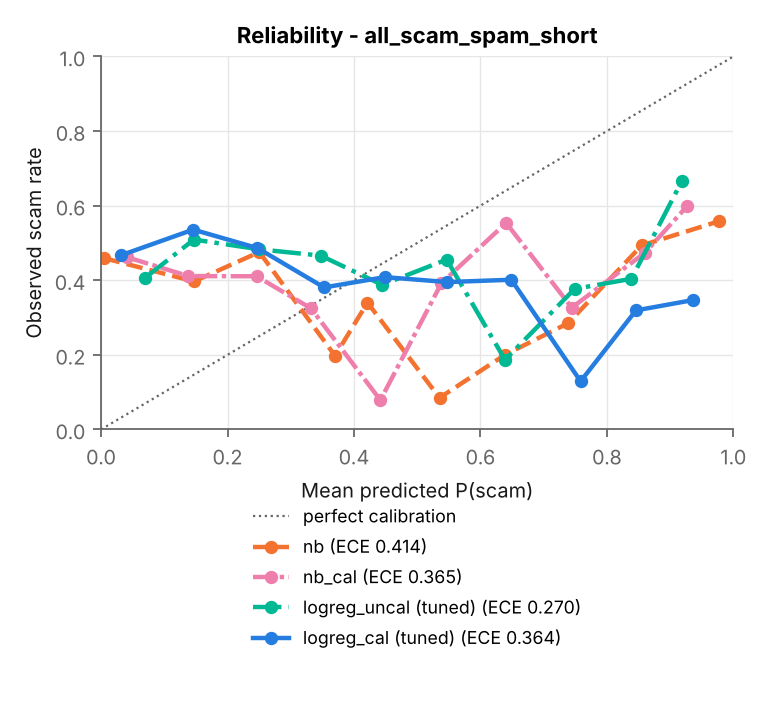 Reliability - all_scam_spam_short
Observed scam rate
1.0
0.8
0.6
0.4
0.2
0.0
0.0 0.2 0.4 0.6 0.8 1.0
Mean predicted P(scam)
perfect calibration
nb (ECE 0.414)
nb_cal (ECE 0.365)
logreg_uncal (tuned) (ECE 0.270)
logreg_cal (tuned) (ECE 0.364)